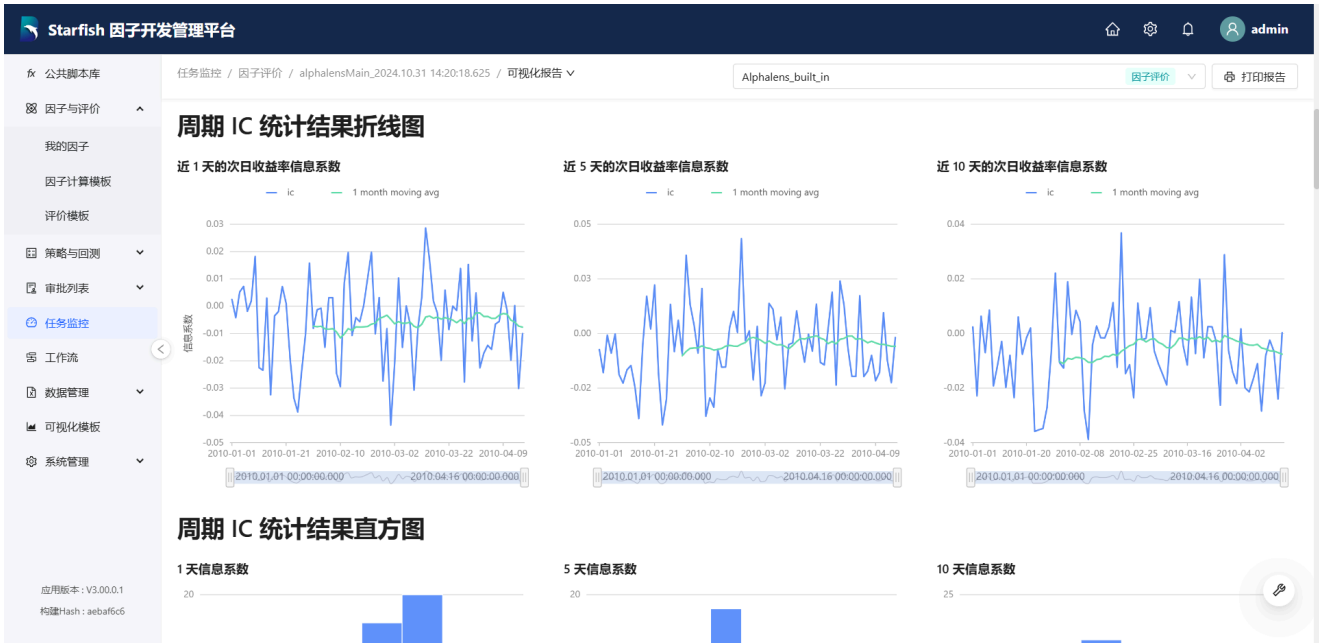 Starfish 因子开发管理平台
admin
公共脚本库
因子与评价
我的因子
因子计算模板
评价模板
策略与回测
审批列表
任务监控
工作流
数据管理
可视化模板
系统管理
应用版本 : V3.00.0.1
构建Hash : aebaf6c6
任务监控 / 因子评价 / alphalensMain_2024.10.31 14:20:18.625 / 可视化报告
Alphalens_built_in 因子评价
打印报告
周期 IC 统计结果折线图
近 1 天的次日收益率信息系数
ic 1 month moving avg
信息系数
0.03
0.02
0.01
0.00
-0.01
-0.02
-0.03
-0.04
-0.05
2010-01-01 2010-01-21 2010-02-10 2010-03-02 2010-03-22 2010-04-09
2010.01.01 00:00:00.000 2010.04.16 00:00:00.000
近 5 天的次日收益率信息系数
ic 1 month moving avg
0.05
0.03
0.00
-0.02
-0.05
2010-01-01 2010-01-21 2010-02-10 2010-03-02 2010-03-22 2010-04-09
2010.01.01 00:00:00.000 2010.04.16 00:00:00.000
近 10 天的次日收益率信息系数
ic 1 month moving avg
0.04
0.02
0.00
-0.02
-0.04
2010-01-01 2010-01-20 2010-02-08 2010-02-25 2010-03-16 2010-04-02
2010.01.01 00:00:00.000 2010.04.16 00:00:00.000
周期 IC 统计结果直方图
1 天信息系数
20
5 天信息系数
20
10 天信息系数
25